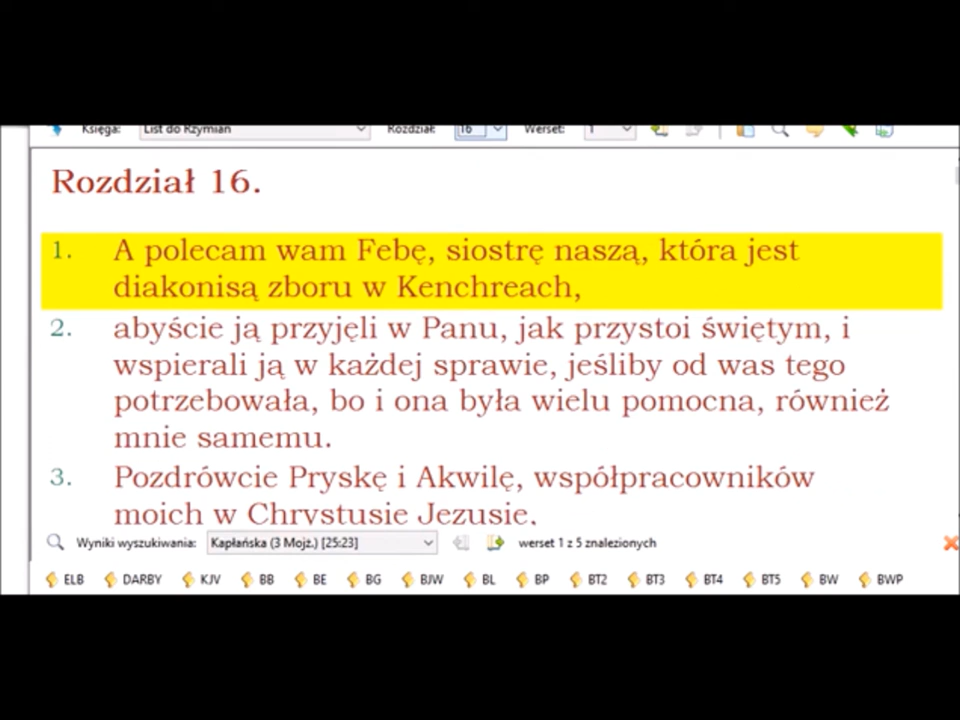 Księga: List do Rzymian Rozdział: 16 Werset: 1
Rozdział 16.
1. A polecam wam Febę, siostrę naszą, która jest
diakonisą zboru w Kenchreach,
2. abyście ją przyjęli w Panu, jak przystoi świętym, i
wspierali ją w każdej sprawie, jeśliby od was tego
potrzebowała, bo i ona była wielu pomocna, również
mnie samemu.
3. Pozdrówcie Pryskę i Akwilę, współpracowników
moich w Chrystusie Jezusie,
Wyniki wyszukiwania: Kapłańska (3 Mojż.) [25:23] werset 1 z 5 znalezionych
ELB DARBY KJV BB BE BG BJW BL BP BT2 BT3 BT4 BT5 BW BWP